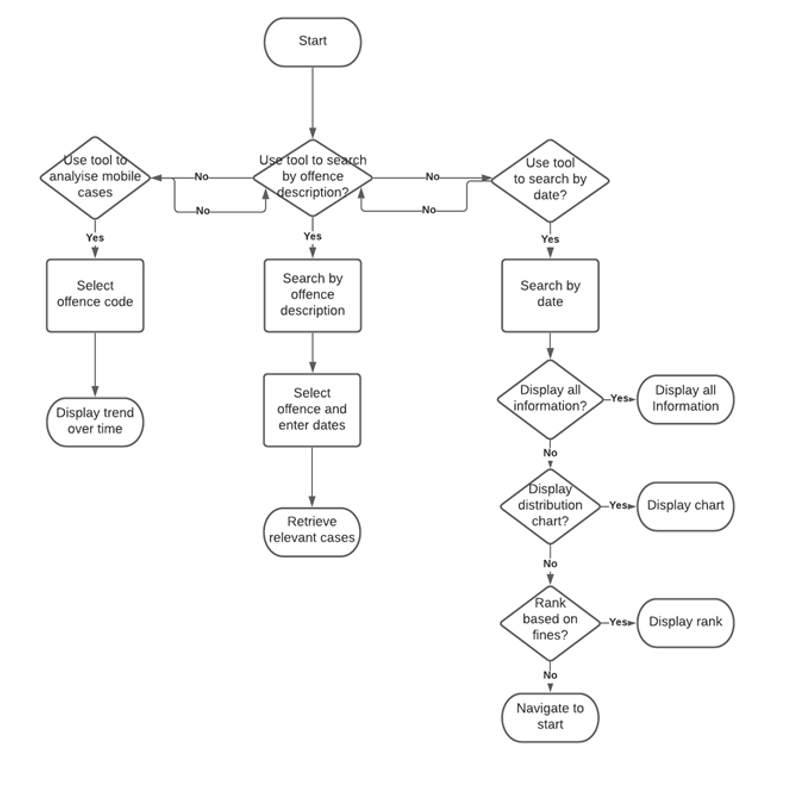 Start
Use tool to
analyise mobile
cases
No
No
Use tool to search
by offence
description?
No
No
Use tool
to search by
date?
Yes
Yes
Yes
Select
offence code
Search by
offence
description
Search by
date
Display trend
over time
Select
offence and
enter dates
Display all
information?
Yes
Display all
Information
No
Retrieve
relevant cases
Display
distribution
chart?
Yes
Display chart
No
Rank
based on
fines?
Yes
Display rank
No
Navigate to
start